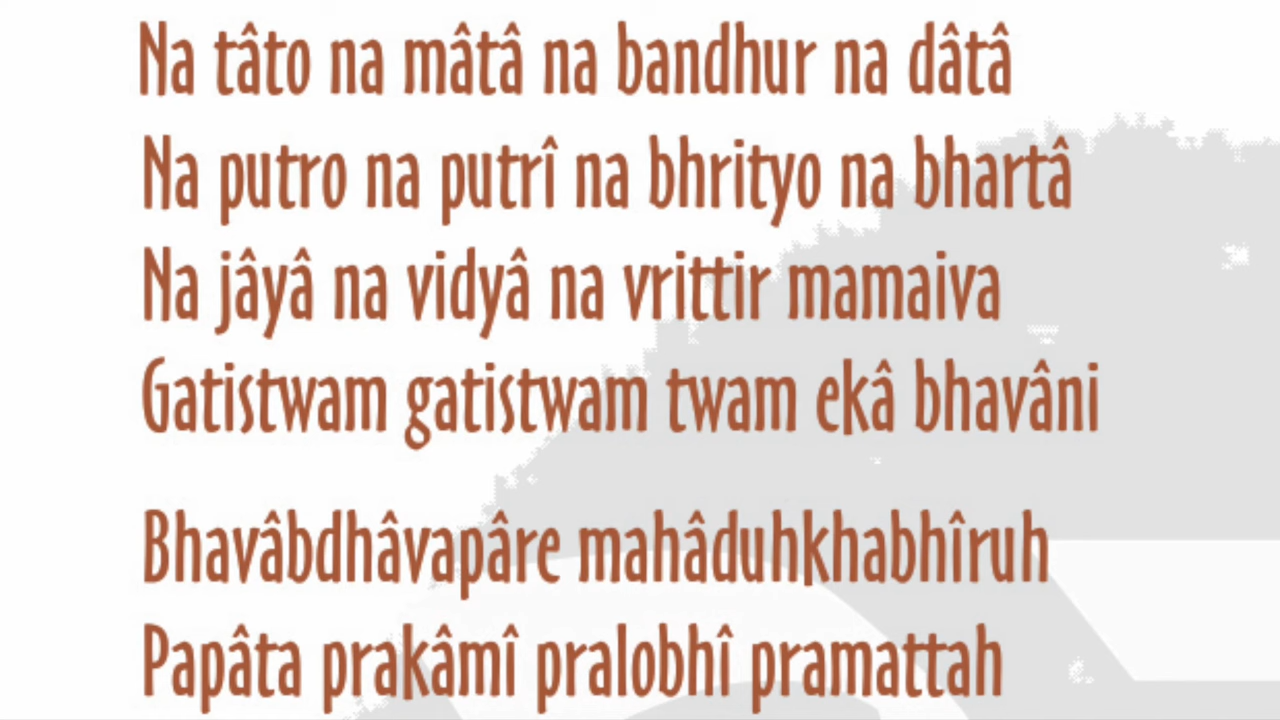 Na tâto na mâtâ na bandhur na dâtâ
Na putro na putrî na bhrityo na bhartâ
Na jâyâ na vidyâ na vrittir mamaiva
Gatistwam gatistwam twam ekâ bhavâni
Bhavâbdhâvapâre mahâduhkhabhîruh
Papâta prakâmî pralobhî pramattah